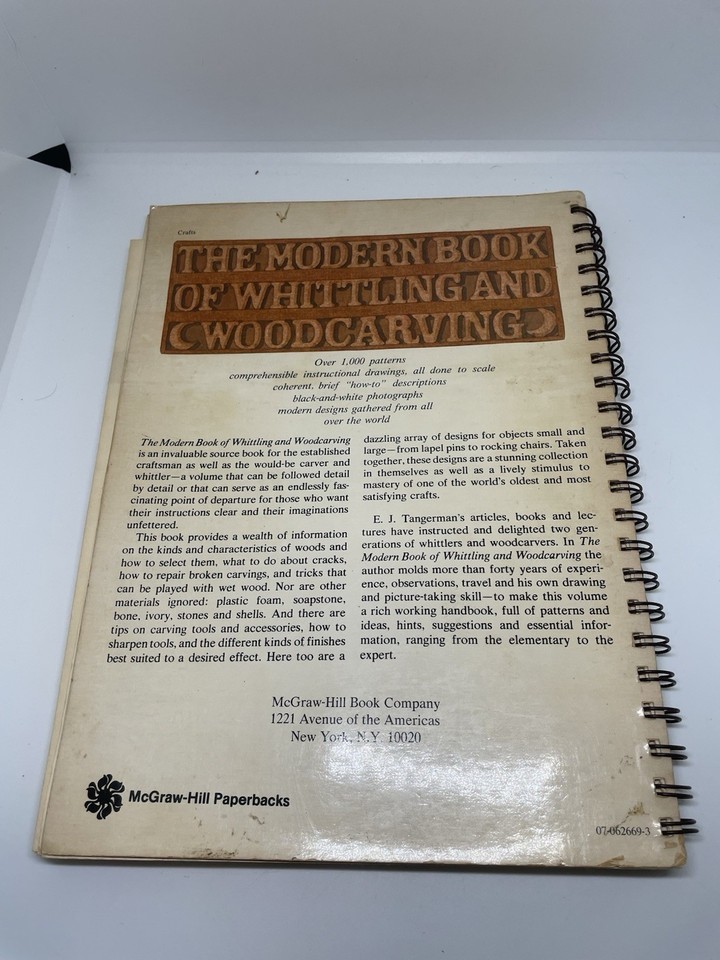 Crafts
THE MODERN BOOK
OF WHITTLING AND
WOODCARVING
Over 1,000 patterns
comprehensible instructional drawings, all done to scale
coherent, brief "how-to" descriptions
black-and-white photographs
modern designs gathered from all
over the world
The Modern Book of Whittling and Woodcarving
is an invaluable source book for the established
craftsman as well as the would-be carver and
whittler—a volume that can be followed detail
by detail or that can serve as an endlessly fas-
cinating point of departure for those who want
their instructions clear and their imaginations
unfettered.
This book provides a wealth of information
on the kinds and characteristics of woods and
how to select them, what to do about cracks,
how to repair broken carvings, and tricks that
can be played with wet wood. Nor are other
materials ignored: plastic foam, soapstone,
bone, ivory, stones and shells. And there are
tips on carving tools and accessories, how to
sharpen tools, and the different kinds of finishes
best suited to a desired effect. Here too are a
dazzling array of designs for objects small and
large—from lapel pins to rocking chairs. Taken
together, these designs are a stunning collection
in themselves as well as a lively stimulus to
mastery of one of the world's oldest and most
satisfying crafts.
E. J. Tangerman's articles, books and lec-
tures have instructed and delighted two gen-
erations of whittlers and woodcarvers. In The
Modern Book of Whittling and Woodcarving the
author molds more than forty years of experi-
ence, observations, travel and his own drawing
and picture-taking skill—to make this volume
a rich working handbook, full of patterns and
ideas, hints, suggestions and essential infor-
mation, ranging from the elementary to the
expert.
McGraw-Hill Book Company
1221 Avenue of the Americas
New York, N.Y. 10020
McGraw-Hill Paperbacks
07-062669-3